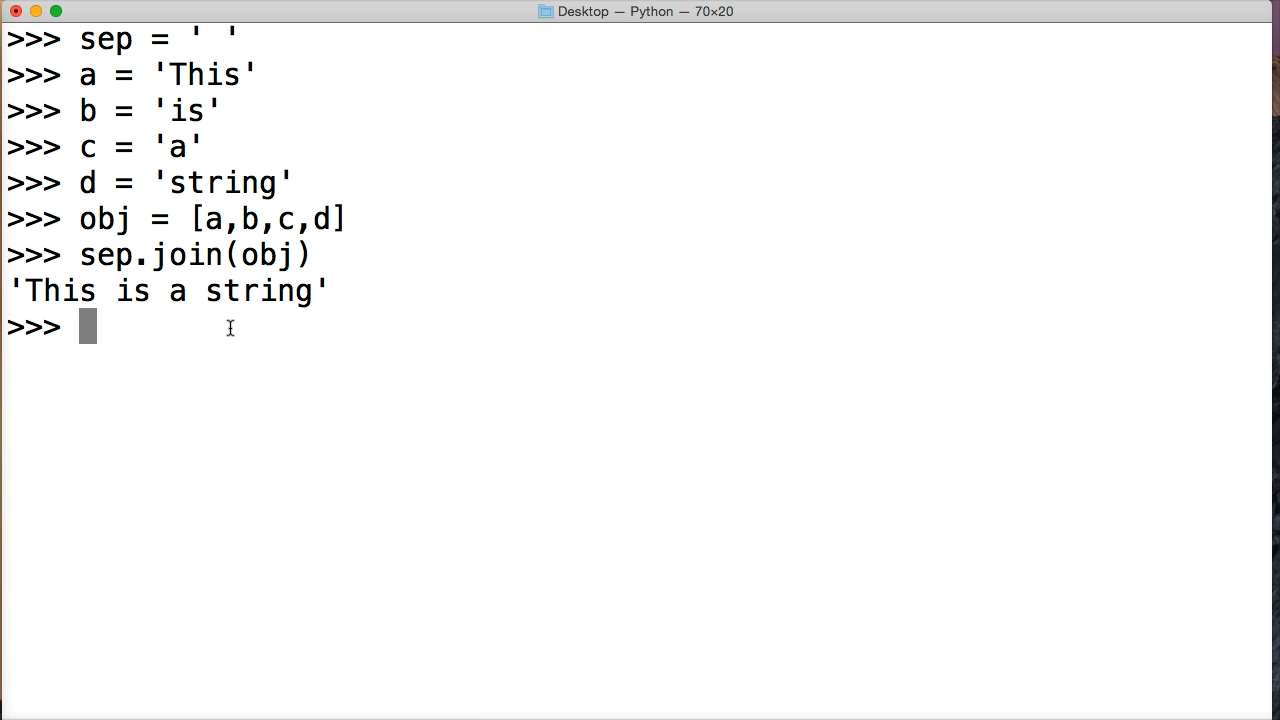 Desktop — Python — 70×20
>>> sep = ' '
>>> a = 'This'
>>> b = 'is'
>>> c = 'a'
>>> d = 'string'
>>> obj = [a,b,c,d]
>>> sep.join(obj)
'This is a string'
>>>